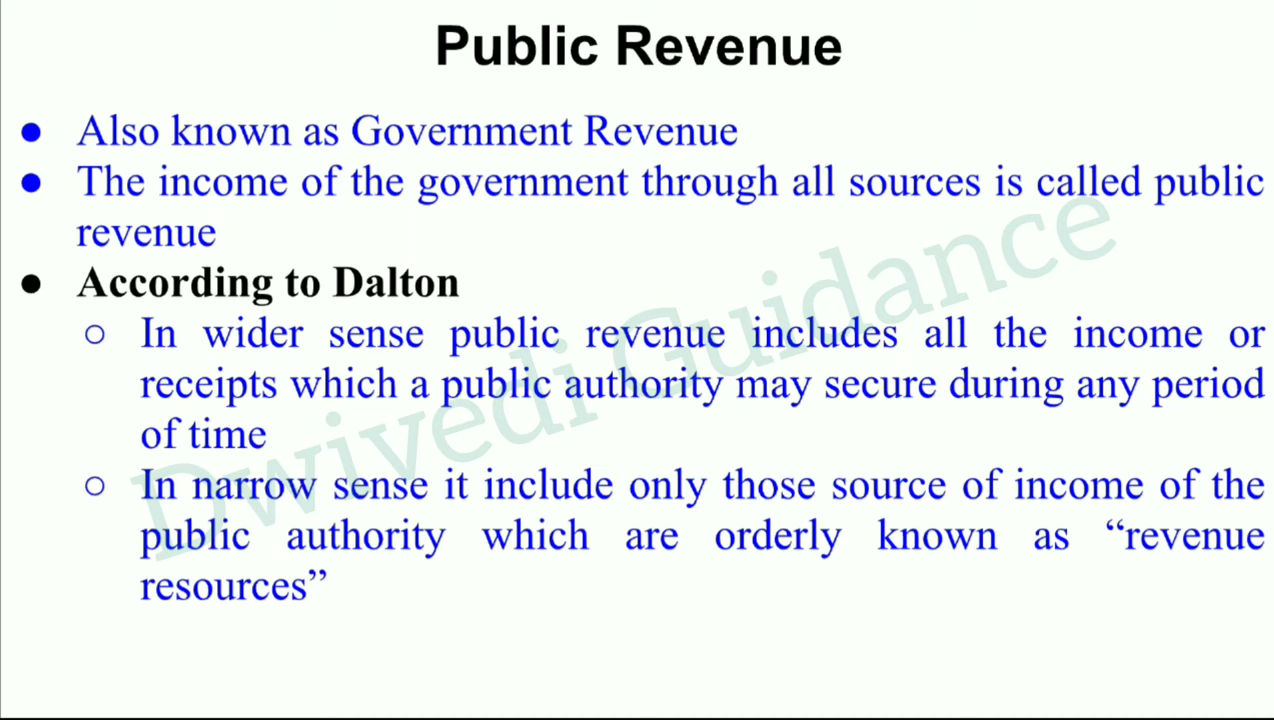 Public Revenue
● Also known as Government Revenue
● The income of the government through all sources is called public
revenue
● According to Dalton
○ In wider sense public revenue includes all the income or
receipts which a public authority may secure during any period
of time
○ In narrow sense it include only those source of income of the
public authority which are orderly known as “revenue
resources”
Dwivedi Guidance